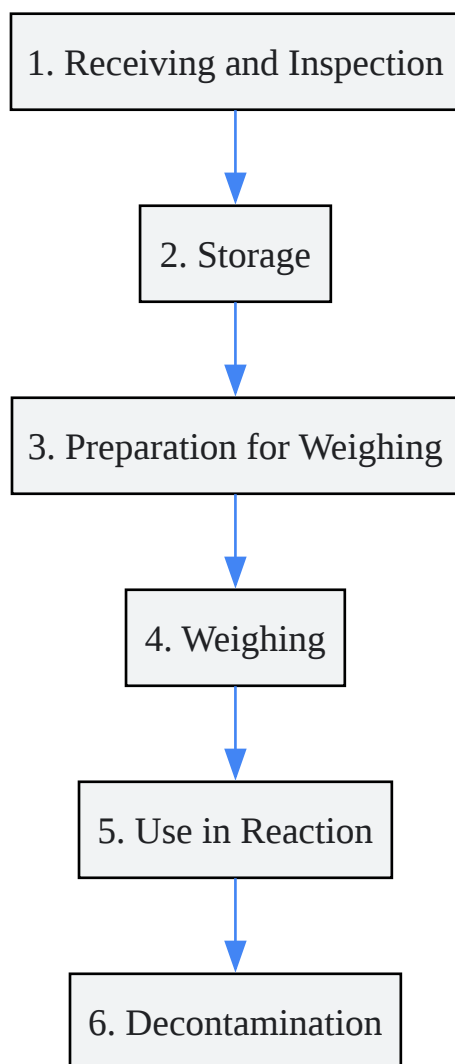 1. Receiving and Inspection
2. Storage
3. Preparation for Weighing
4. Weighing
5. Use in Reaction
6. Decontamination